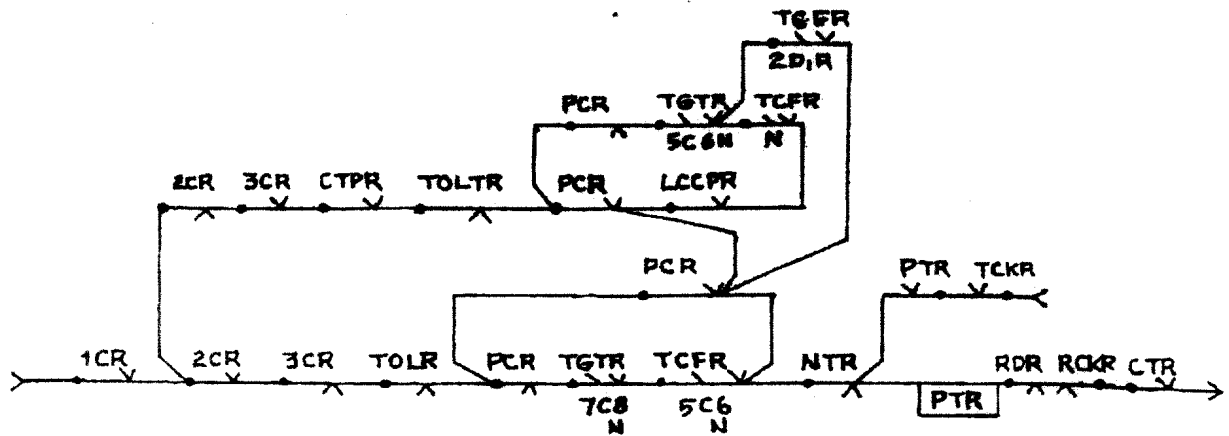 TGFR
2D1R
PCR TGTR TCFR
5C6N N
2CR 3CR CTPR TOLTR PCR LCCPR
PCR PTR TCKR
1CR 2CR 3CR TOLR PCR TGTR TCFR NTR RDR RCKR CTR
7C8 5C6 PTR
N N